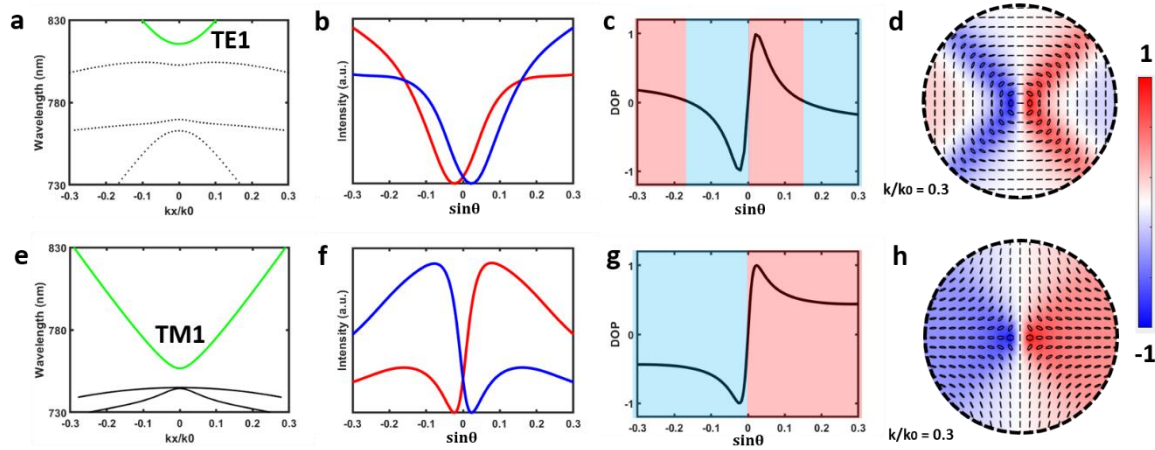 a
830
780
730
Wavelength (nm)
TE1
-0.3 -0.2 -0.1 0 0.1 0.2 0.3
kx/k0
b
Intensity (a.u.)
-0.3 -0.2 -0.1 0 0.1 0.2 0.3
sinθ
c
1
0
-1
DOP
-0.3 -0.2 -0.1 0 0.1 0.2 0.3
sinθ
d
k/k0 = 0.3
1
-1
e
830
780
730
Wavelength (nm)
TM1
-0.3 -0.2 -0.1 0 0.1 0.2 0.3
kx/k0
f
Intensity (a.u.)
-0.3 -0.2 -0.1 0 0.1 0.2 0.3
sinθ
g
1
0
-1
DOP
-0.3 -0.2 -0.1 0 0.1 0.2 0.3
sinθ
h
k/k0 = 0.3